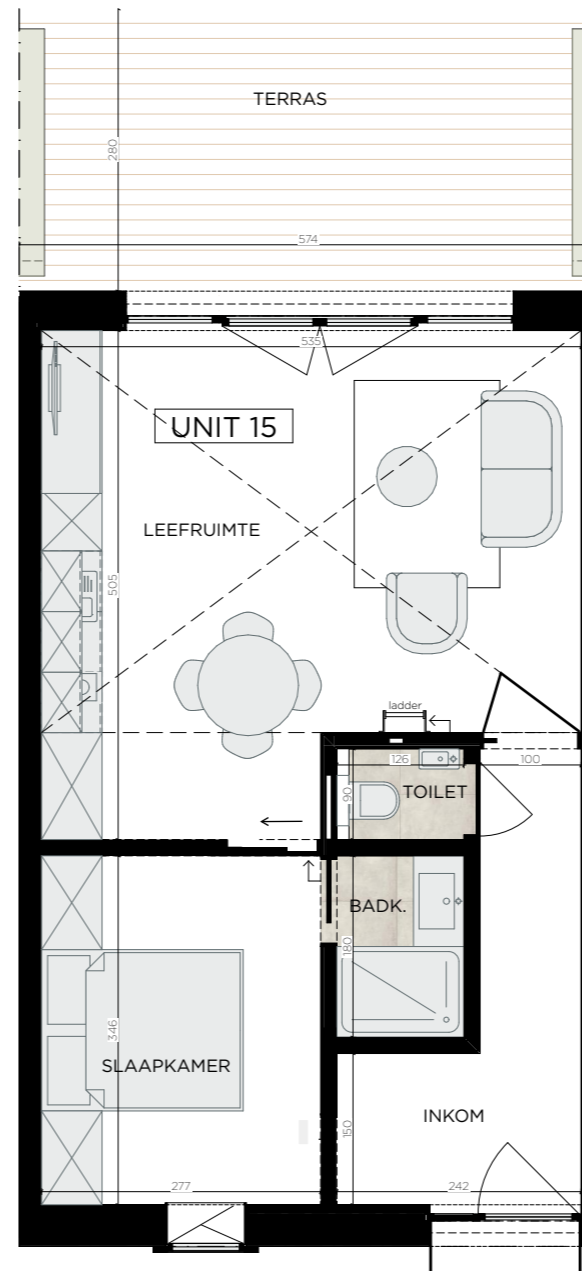 TERRAS
280
574
535
UNIT 15
LEEFRUIMTE
505
ladder
126
100
90
TOILET
BADK.
180
346
SLAAPKAMER
INKOM
150
277
242